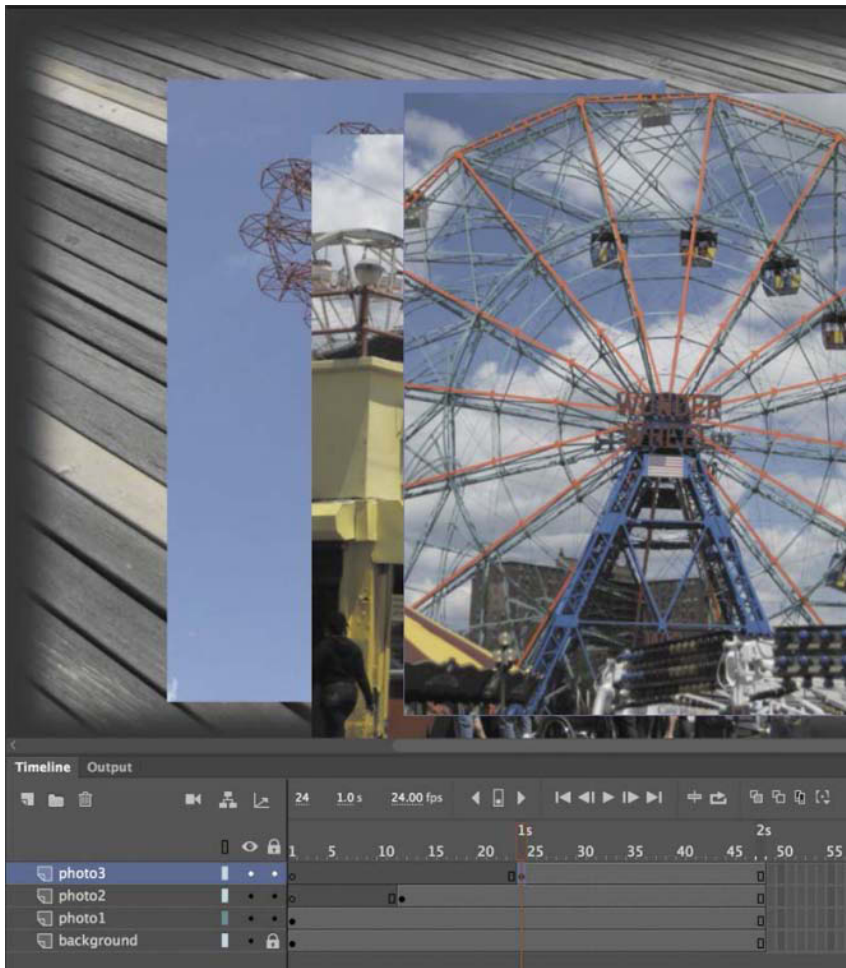 WONDER
WHEEL
Timeline Output
24 1.0 s 24.00 fps
1s 2s
1 5 10 15 20 25 30 35 40 45 50 55
photo3
photo2
photo1
background